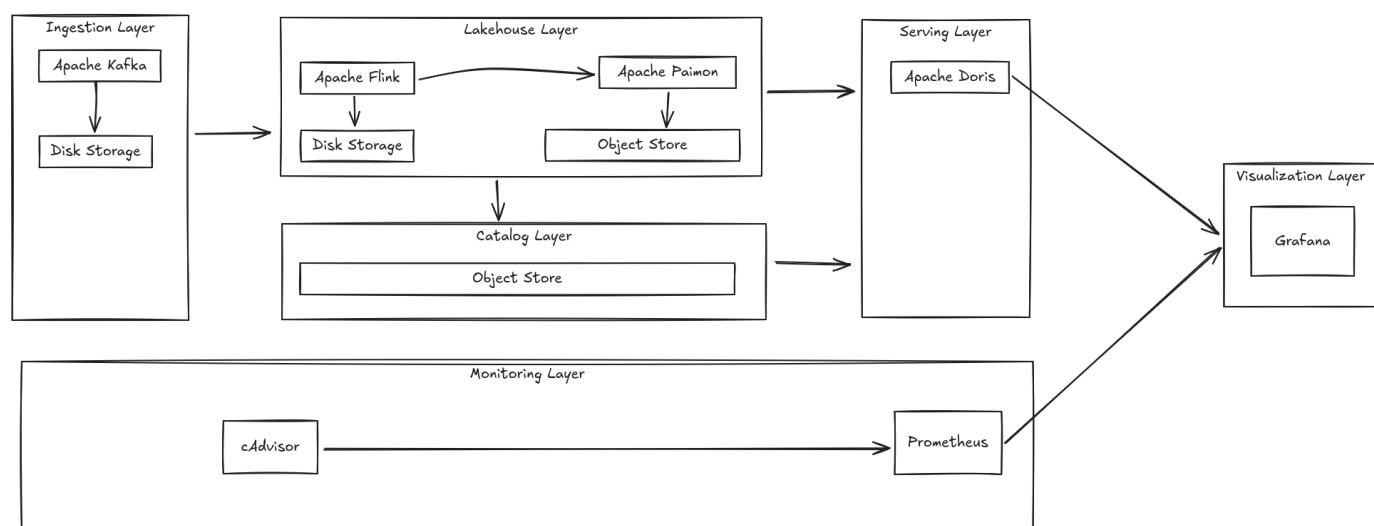 Ingestion Layer
Apache Kafka
Disk Storage
Lakehouse Layer
Apache Flink
Apache Paimon
Disk Storage
Object Store
Catalog Layer
Object Store
Serving Layer
Apache Doris
Visualization Layer
Grafana
Monitoring Layer
cAdvisor
Prometheus